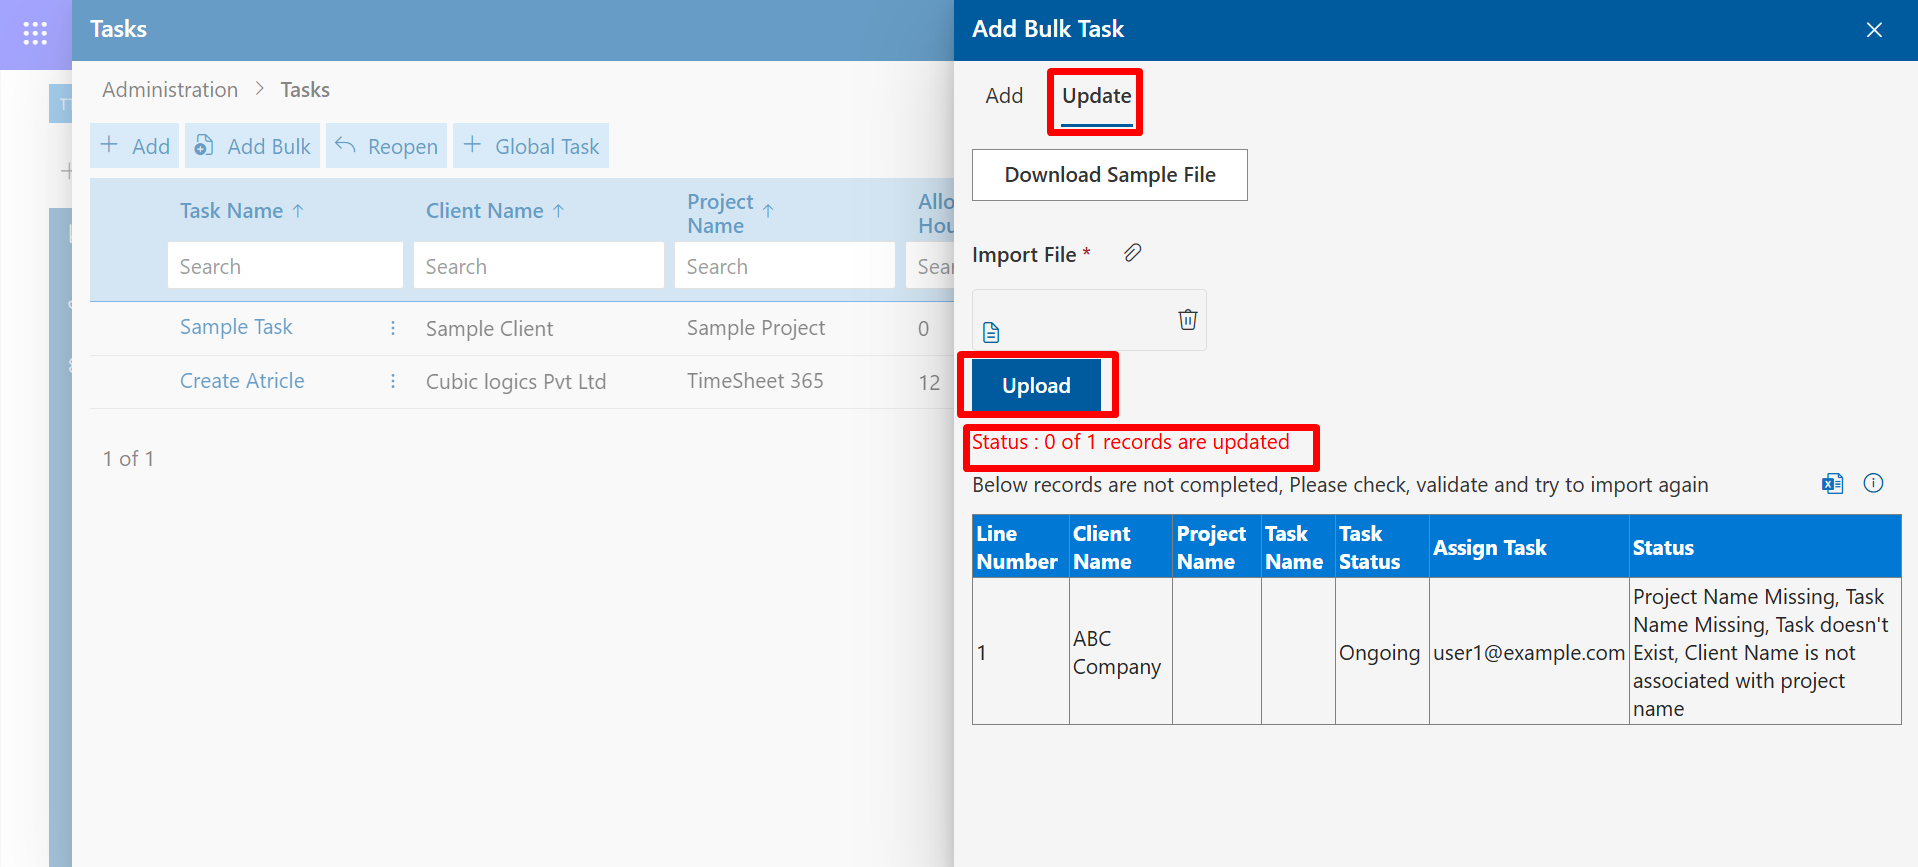 Tasks
Administration > Tasks
Add
Add Bulk
Reopen
Global Task
Task Name ↑
Client Name ↑
Project
Name ↑
Allo
Hou
Search
Search
Search
Sear
Sample Task
Sample Client
Sample Project
0
Create Atricle
Cubic logics Pvt Ltd
TimeSheet 365
12
1 of 1
Add Bulk Task
Add
Update
Download Sample File
Import File *
Upload
Status : 0 of 1 records are updated
Below records are not completed, Please check, validate and try to import again
Line
Number
Client
Name
Project
Name
Task
Name
Task
Status
Assign Task
Status
1
ABC
Company
Ongoing
user1@example.com
Project Name Missing, Task
Name Missing, Task doesn't
Exist, Client Name is not
associated with project
name